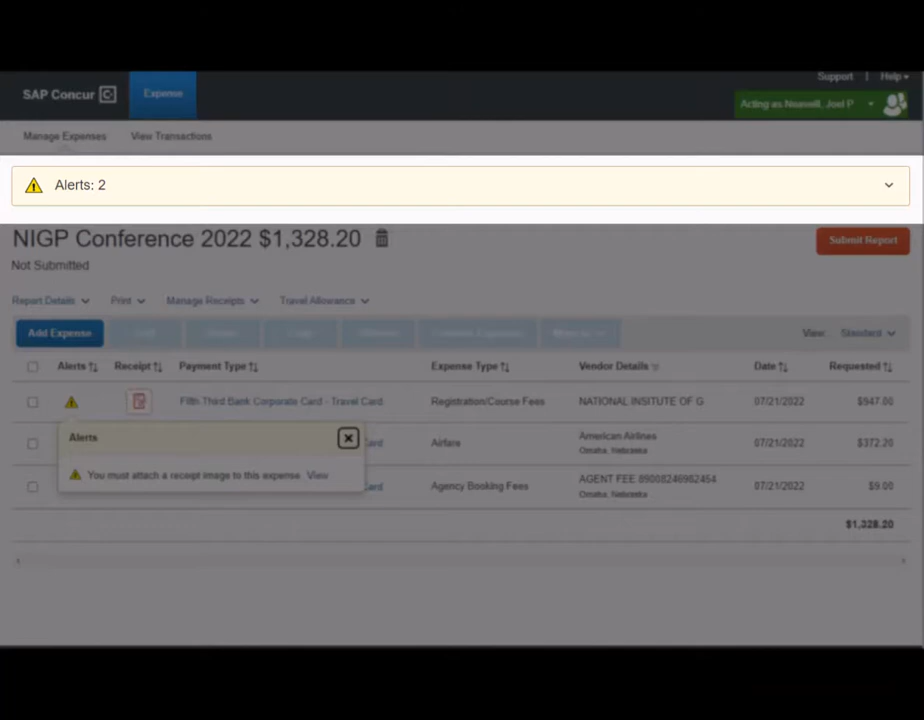 Support | Help
SAP Concur C Expense
Acting as
Joel P
Manage Expenses View Transactions
Alerts: 2
NIGP Conference 2022 $1,328.20
Submit Report
Not Submitted
Report Details Print Manage Receipts Travel Allowance
Add Expense
View: Standard
Alerts Receipt Payment Type Expense Type Vendor Details Date Requested
Fifth Third Bank Corporate Card - Travel Card Registration/Course Fees NATIONAL INSITUTE OF G 07/21/2022 $947.00
Alerts
Card Airfare American Airlines 07/21/2022 $372.20
Omaha, Nebraska
You must attach a receipt image to this expense. View
Card Agency Booking Fees AGENT FEE 89008246982454 07/21/2022 $9.00
Omaha, Nebraska
$1,328.20